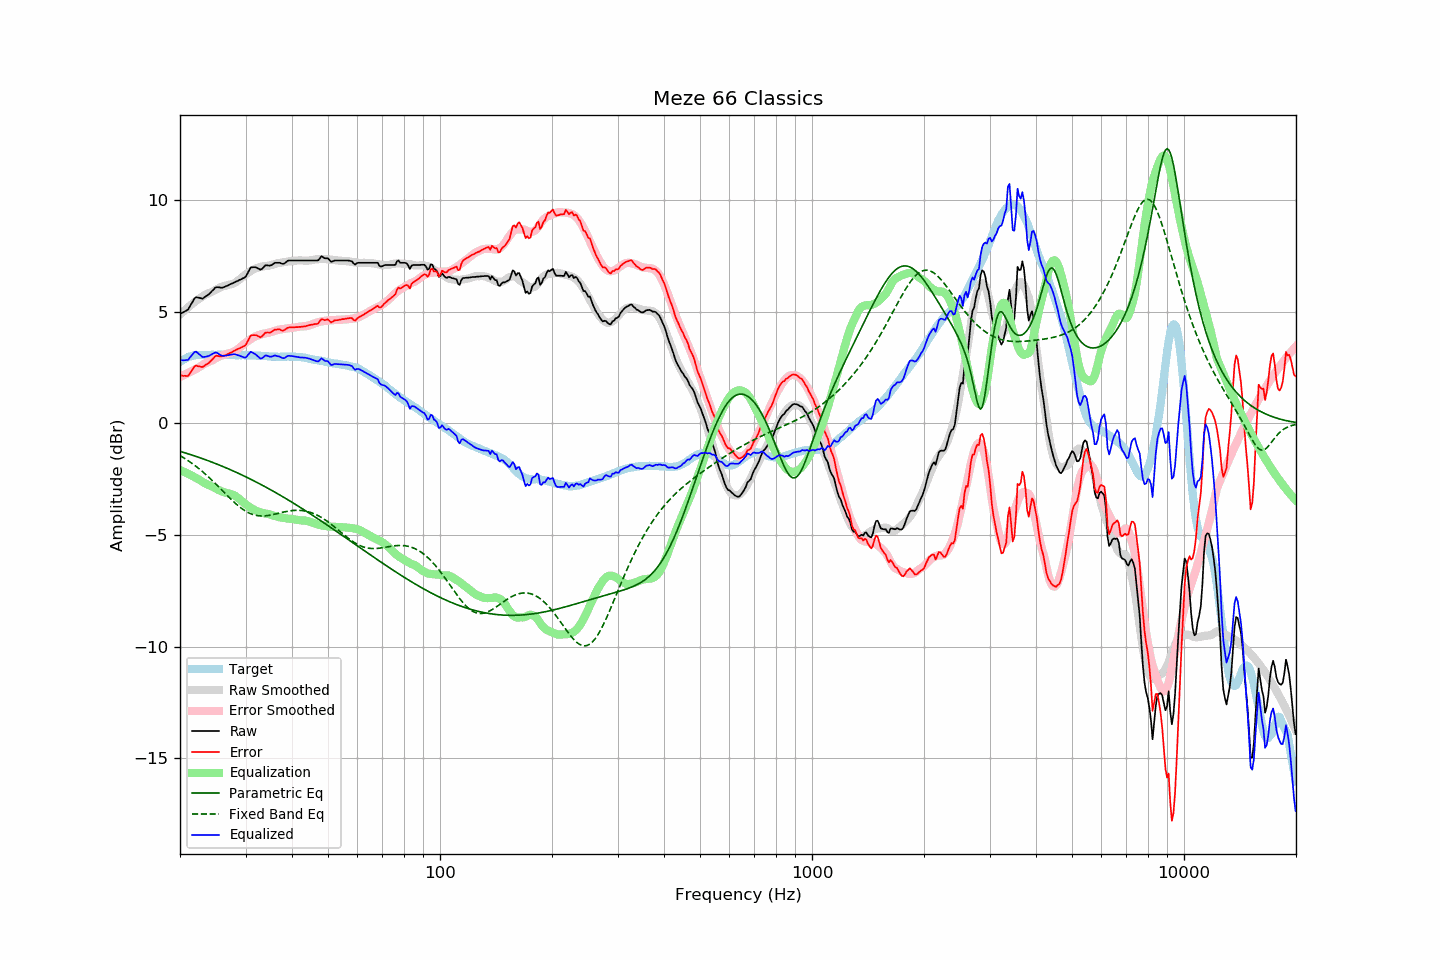 Meze 66 Classics
10
5
0
−5
−10
−15
Amplitude (dBr)
Target
Raw Smoothed
Error Smoothed
Raw
Error
Equalization
Parametric Eq
Fixed Band Eq
Equalized
100
1000
10000
Frequency (Hz)